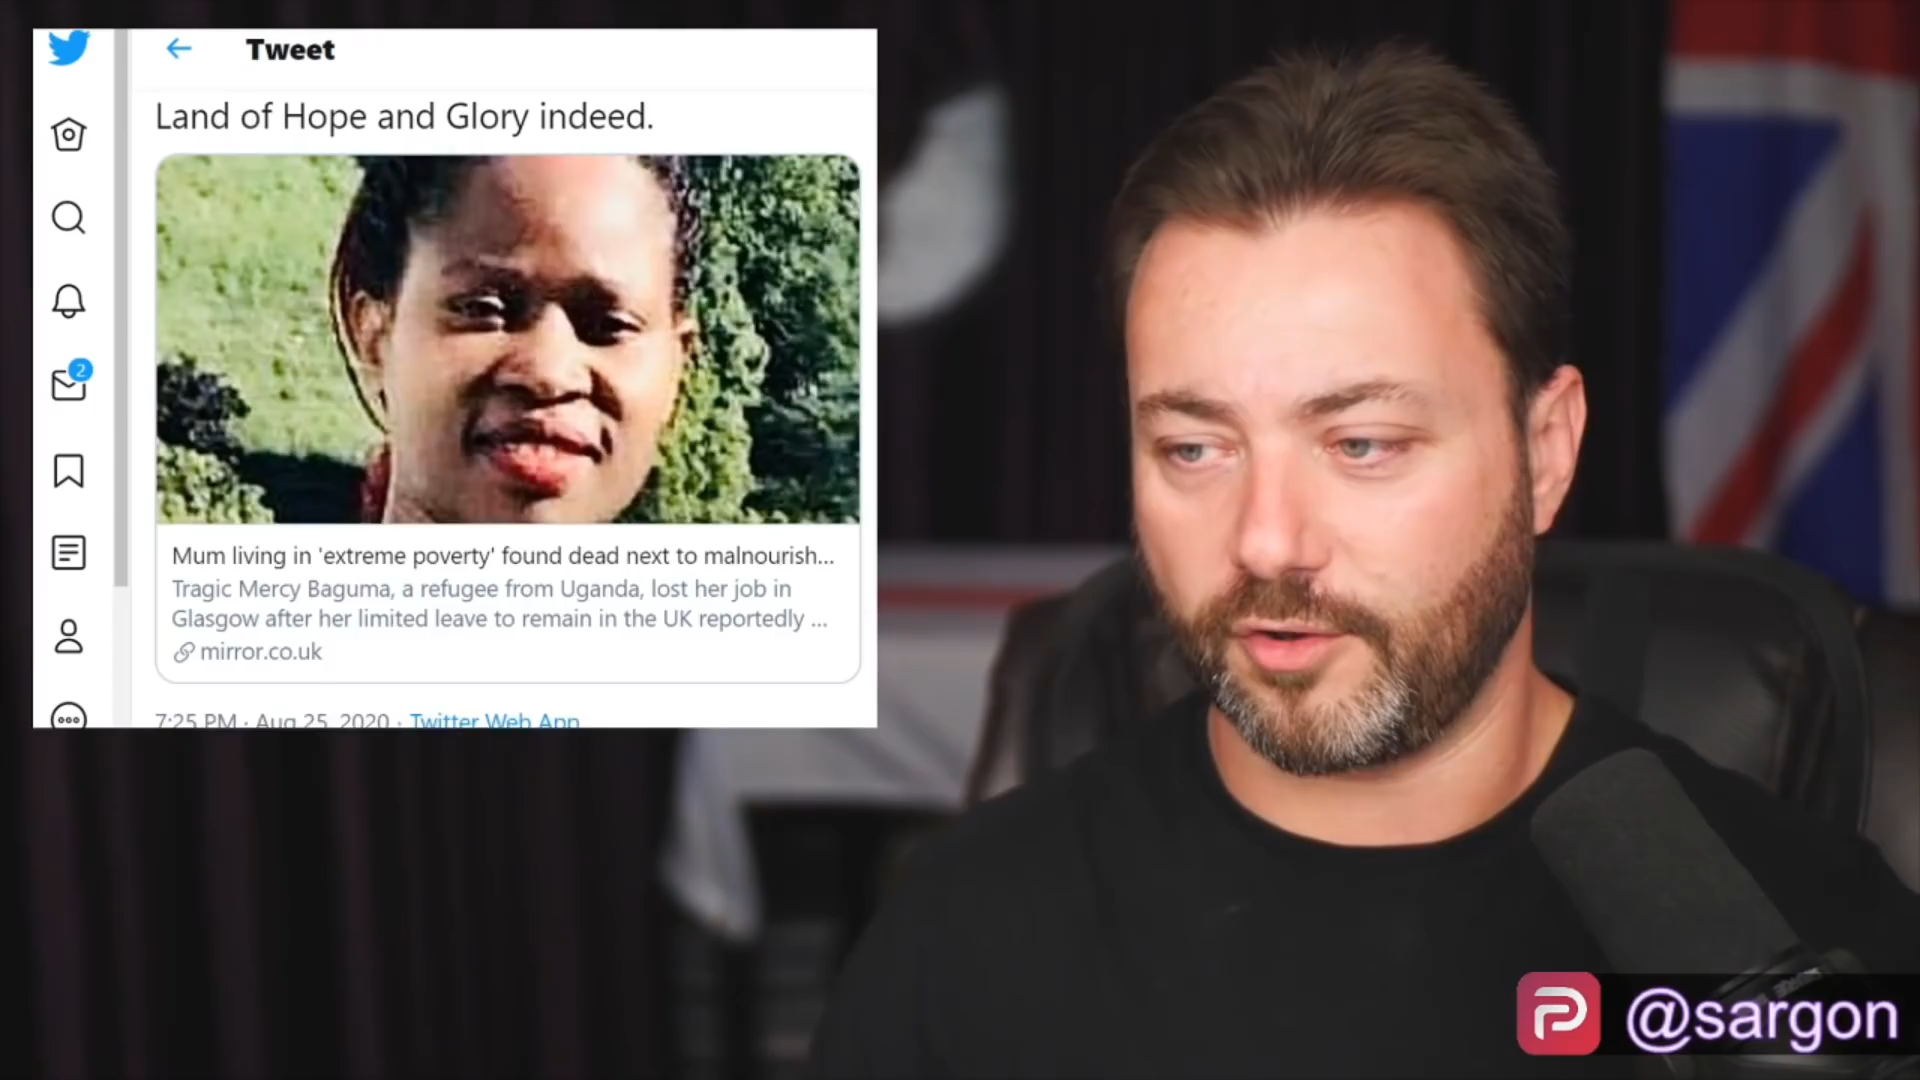 Tweet
Land of Hope and Glory indeed.
2
Mum living in 'extreme poverty' found dead next to malnourish...
Tragic Mercy Baguma, a refugee from Uganda, lost her job in
Glasgow after her limited leave to remain in the UK reportedly ...
mirror.co.uk
7:25 PM · Aug 25, 2020 · Twitter Web App
@sargon